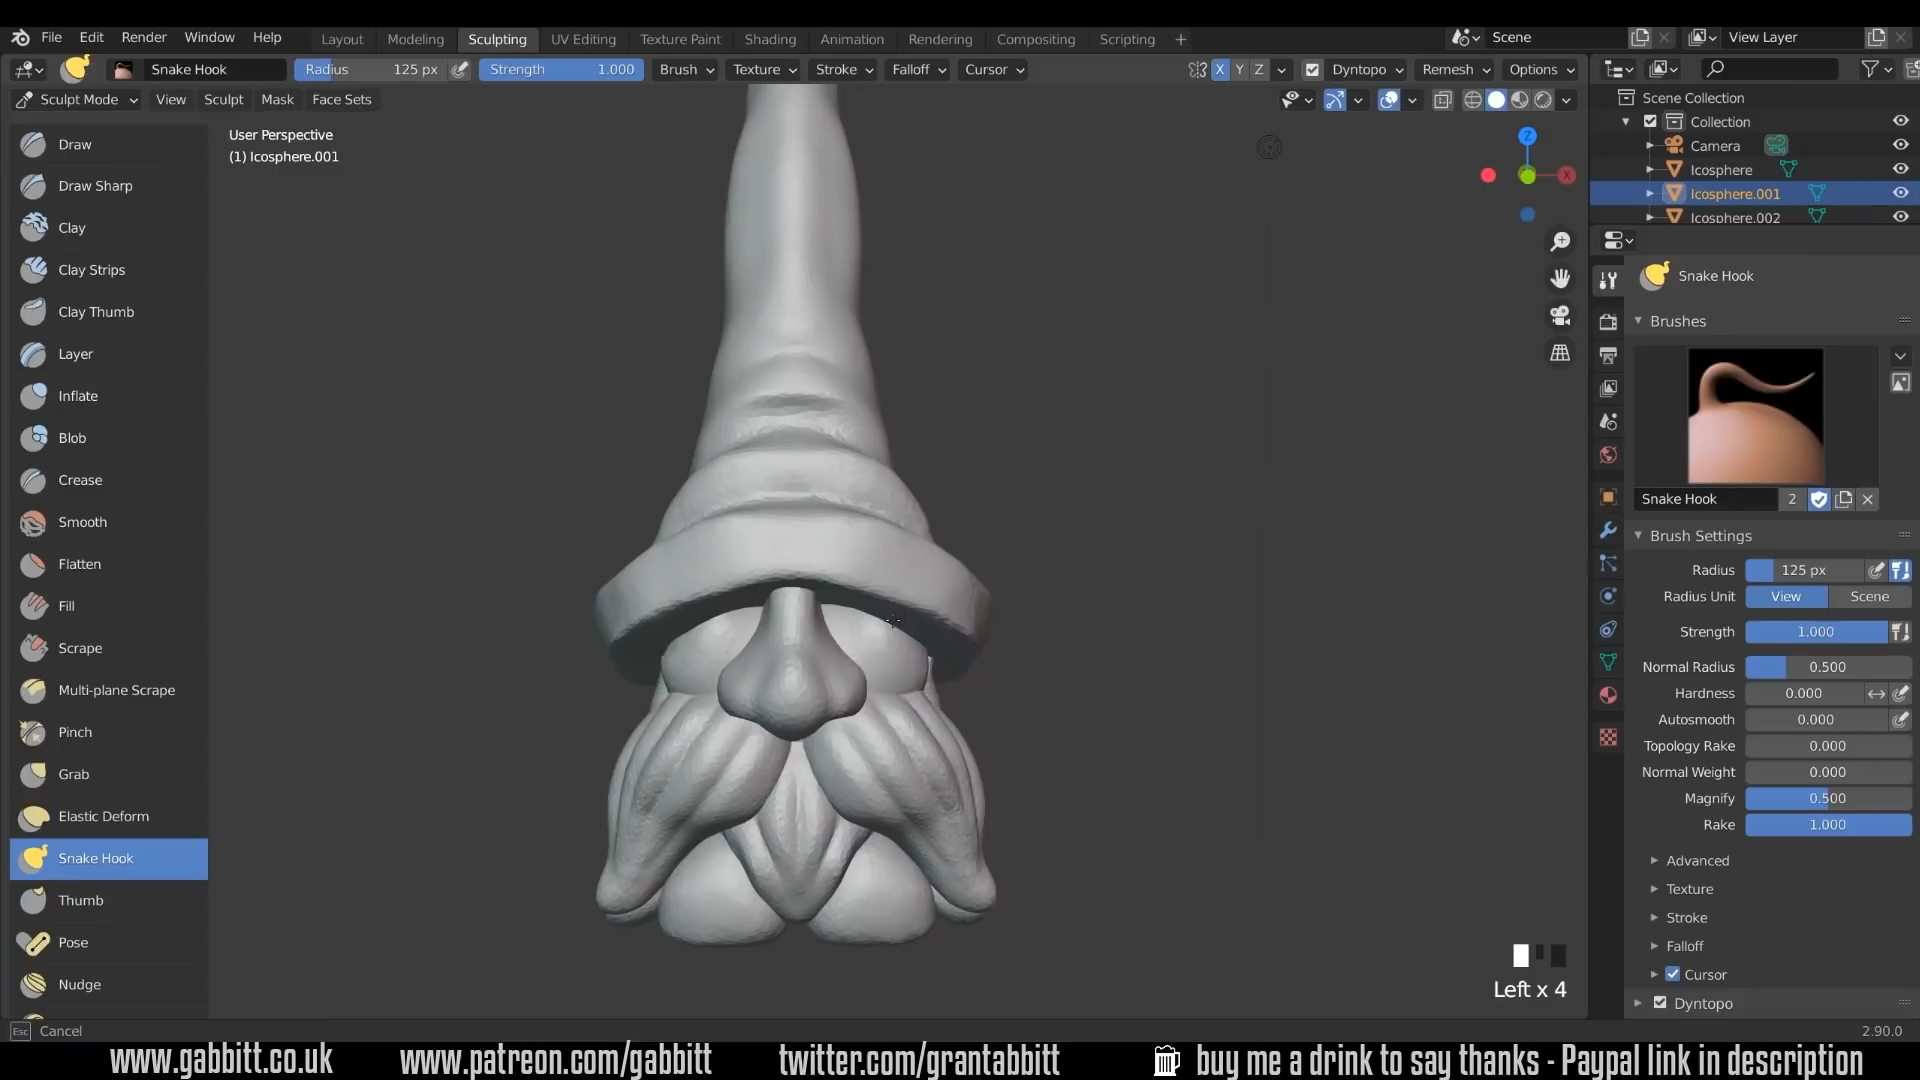 File Edit Render Window Help Layout Modeling Sculpting UV Editing Texture Paint Shading Animation Rendering Compositing Scripting + Scene View Layer
Snake Hook Radius 125 px Strength 1.000 Brush Texture Stroke Falloff Cursor X Y Z Dyntopo Remesh Options
Sculpt Mode View Sculpt Mask Face Sets
User Perspective
(1) Icosphere.001
Draw
Draw Sharp
Clay
Clay Strips
Clay Thumb
Layer
Inflate
Blob
Crease
Smooth
Flatten
Fill
Scrape
Multi-plane Scrape
Pinch
Grab
Elastic Deform
Snake Hook
Thumb
Pose
Nudge
Z
X
Left x 4
Scene Collection
Collection
Camera
Icosphere
Icosphere.001
Icosphere.002
Snake Hook
Brushes
Snake Hook 2
Brush Settings
Radius 125 px
Radius Unit View Scene
Strength 1.000
Normal Radius 0.500
Hardness 0.000
Autosmooth 0.000
Topology Rake 0.000
Normal Weight 0.000
Magnify 0.500
Rake 1.000
Advanced
Texture
Stroke
Falloff
Cursor
Dyntopo
Esc Cancel 2.90.0
www.gabbitt.co.uk www.patreon.com/gabbitt twitter.com/grantabbitt buy me a drink to say thanks - Paypal link in description